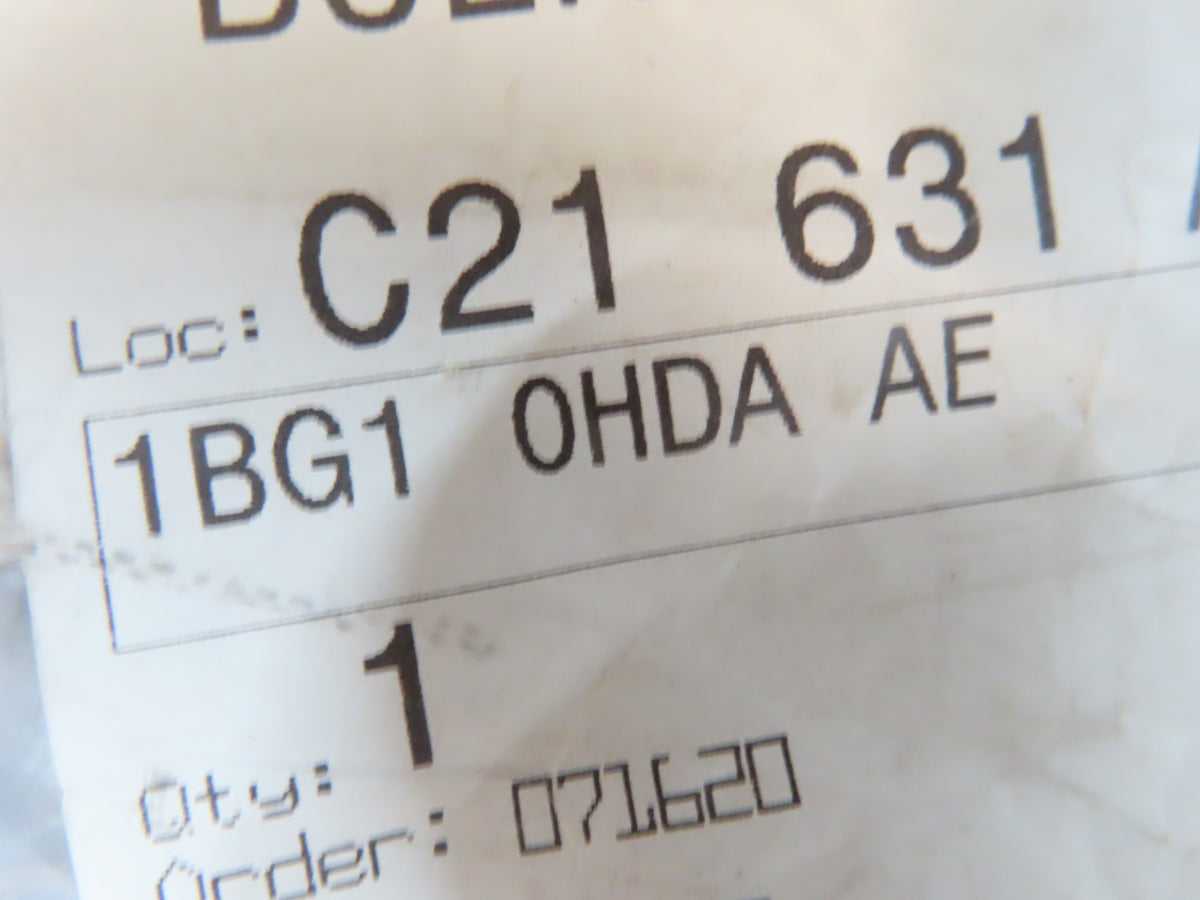 Loc: C21 631
1BG1 0HDA AE
Qty: 1
Order: 071620